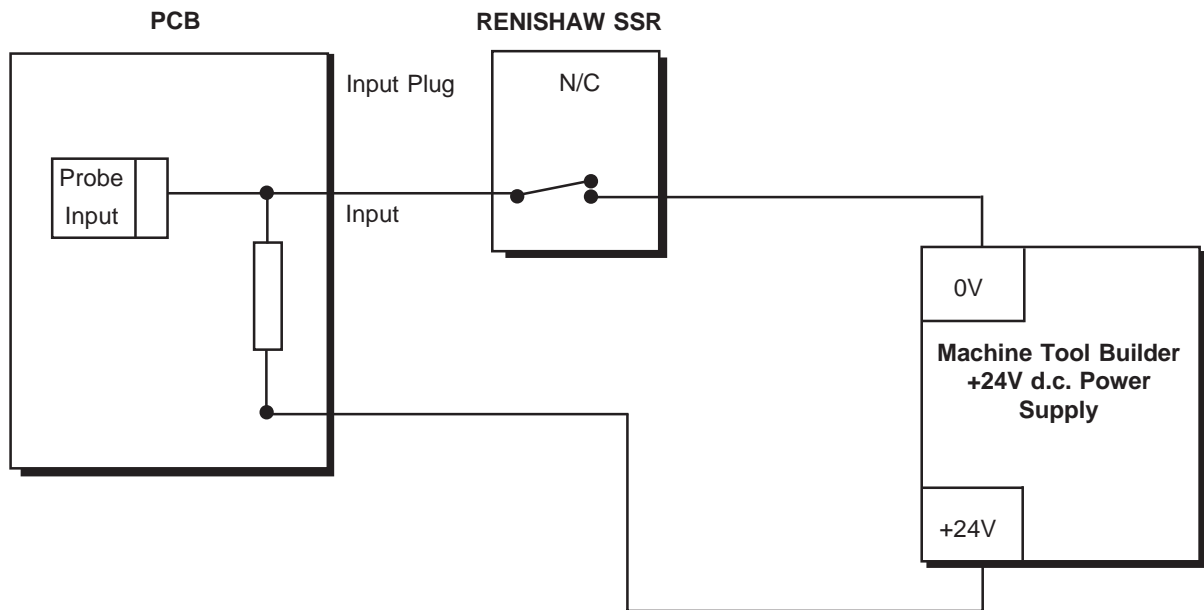 PCB
RENISHAW SSR
Input Plug
N/C
Probe
Input
Input
0V
Machine Tool Builder
+24V d.c. Power
Supply
+24V